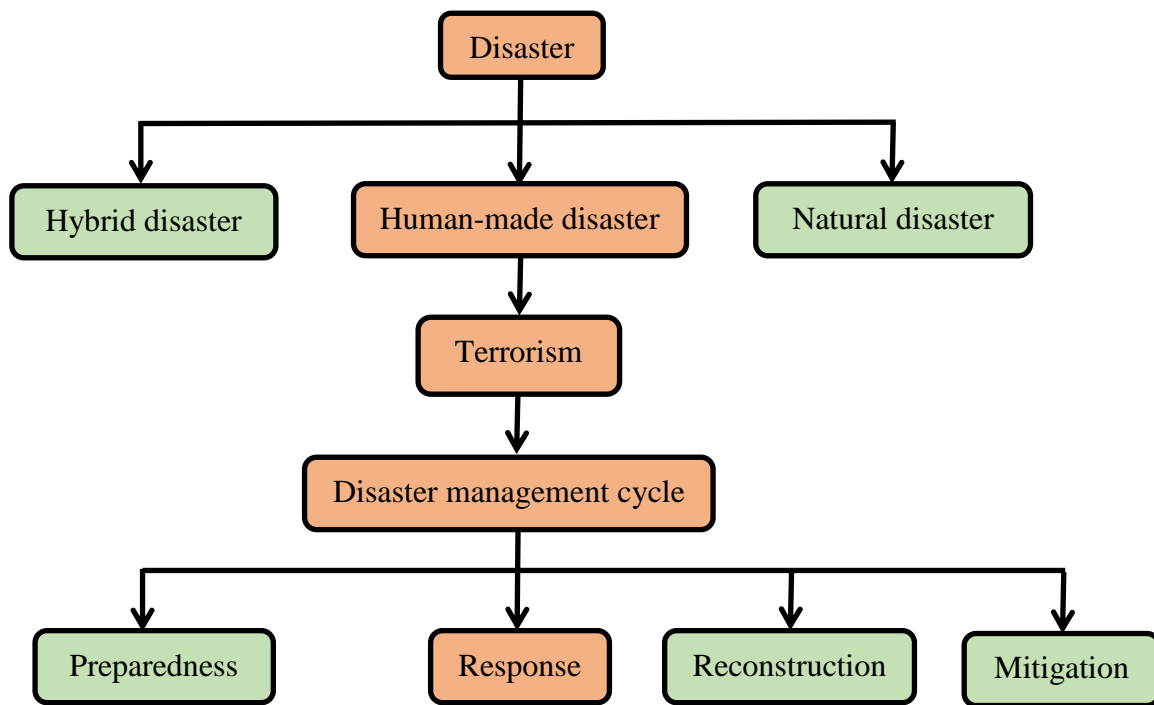 Disaster
Hybrid disaster
Human-made disaster
Natural disaster
Terrorism
Disaster management cycle
Preparedness
Response
Reconstruction
Mitigation